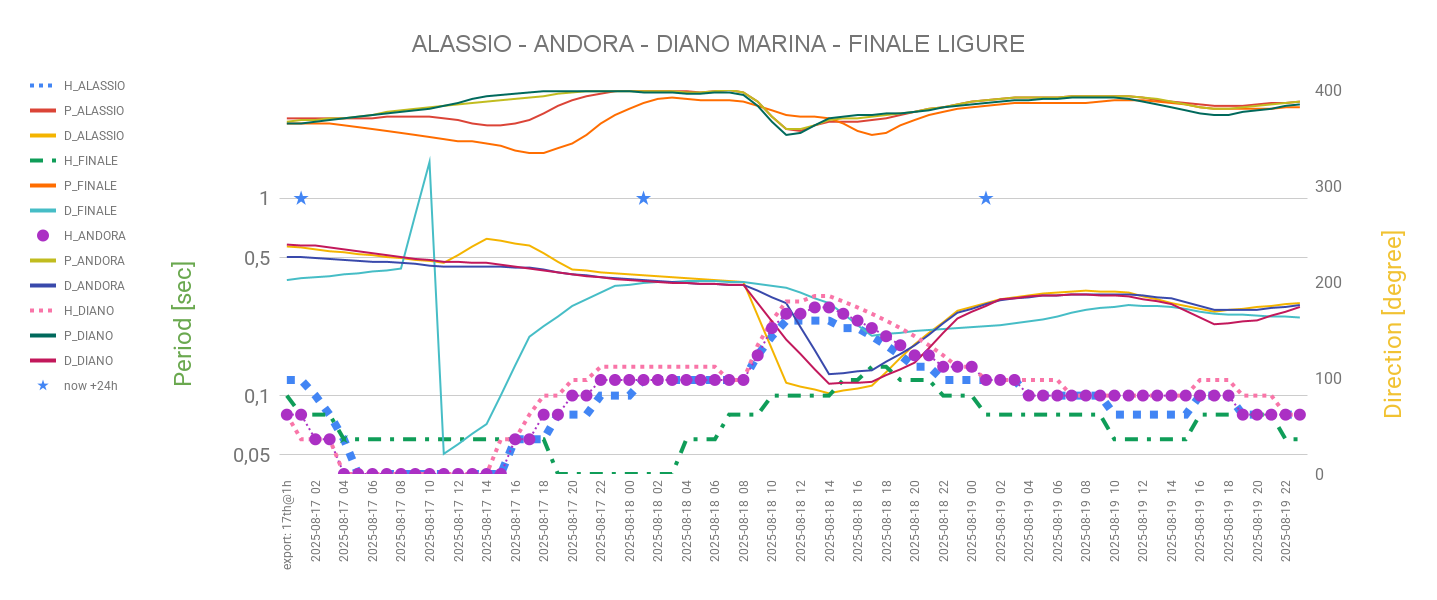 ALASSIO - ANDORA - DIANO MARINA - FINALE LIGURE
H_ALASSIO
P_ALASSIO
D_ALASSIO
H_FINALE
P_FINALE
D_FINALE
H_ANDORA
P_ANDORA
D_ANDORA
H_DIANO
P_DIANO
D_DIANO
now +24h
Period [sec]
1
0,5
0,1
0,05
400
300
200
100
0
Direction [degree]
export: 17th@1h
2025-08-17 02
2025-08-17 04
2025-08-17 06
2025-08-17 08
2025-08-17 10
2025-08-17 12
2025-08-17 14
2025-08-17 16
2025-08-17 18
2025-08-17 20
2025-08-17 22
2025-08-18 00
2025-08-18 02
2025-08-18 04
2025-08-18 06
2025-08-18 08
2025-08-18 10
2025-08-18 12
2025-08-18 14
2025-08-18 16
2025-08-18 18
2025-08-18 20
2025-08-18 22
2025-08-19 00
2025-08-19 02
2025-08-19 04
2025-08-19 06
2025-08-19 08
2025-08-19 10
2025-08-19 12
2025-08-19 14
2025-08-19 16
2025-08-19 18
2025-08-19 20
2025-08-19 22